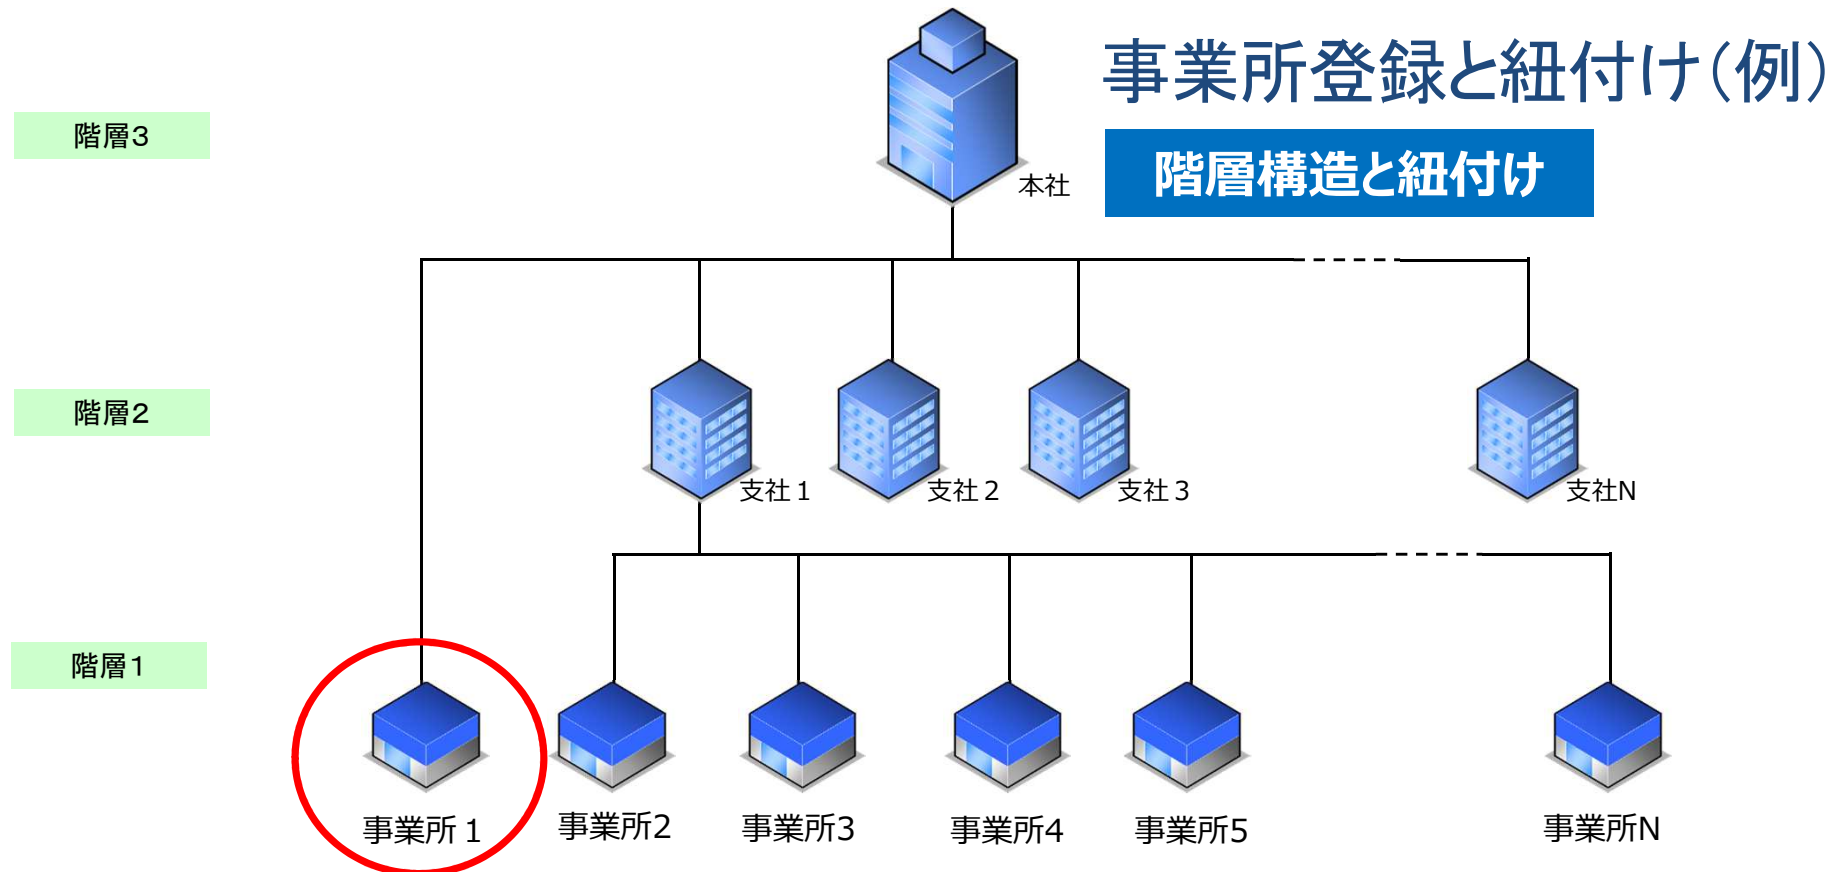 事業所登録と紐付け（例）
階層3
階層構造と紐付け
本社
階層2
支社１
支社２
支社３
支社N
階層1
事業所１
事業所2
事業所3
事業所4
事業所5
事業所N